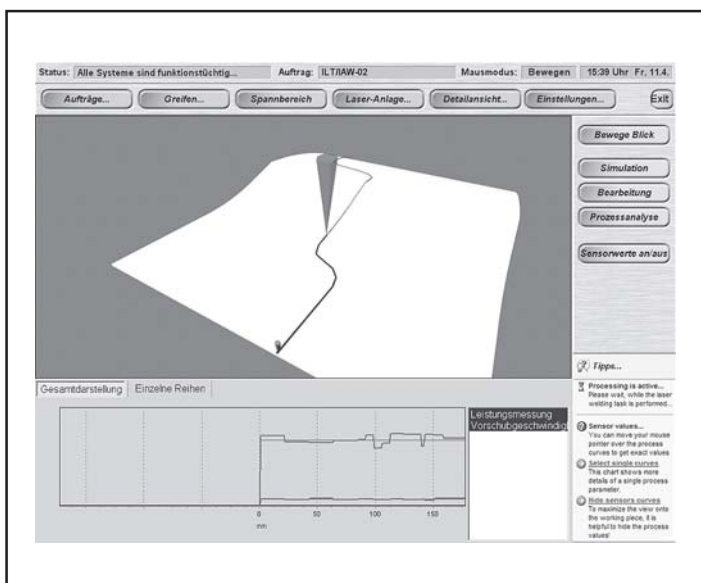 Status: Alle Systeme sind funktionstüchtig... Auftrag: ILT/IAW-02 Mausmodus: Bewegen 15:39 Uhr Fr, 11.4.
Aufträge... Greifen... Spannbereich Laser-Anlage... Detailansicht... Einstellungen... Exit
Bewege Blick
Simulation
Bearbeitung
Prozessanalyse
Sensorwerte an/aus
Gesamtdarstellung Einzelne Reihen
Leistungsmessung
Vorschubgeschwindig
0 50 100 150
mm
Tipps...
Processing is active...
Please wait, while the laser
welding task is performed...
Sensor values...
You can move your mouse
pointer over the process
curves to get exact values
Select single curves
This chart shows more
details of a single process
parameter.
Hide sensors curves
To maximize the view onto
the working piece, it is
helpful to hide the process
values!